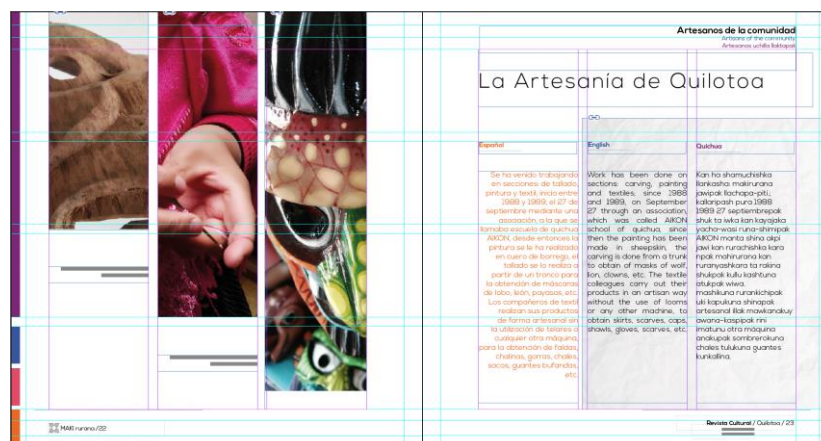 Artesanos de la comunidad
Artisans of the community
Artesanos uchilla llaktapak
La Artesanía de Quilotoa
Español
Se ha venido trabajando
en secciones: de tallado,
pintura y textil, inicio entre
1988 y 1989, el 27 de
septiembre mediante una
asociación, a la que se
llamaba escuela de quichua
AIKON, desde entonces la
pintura se le ha realizado
en cuero de borrego, el
tallado se lo realiza a
partir de un tronco para
la obtención de máscaras
de lobo, león, payasos, etc.
Los compañeros de textil
realizan sus productos
de forma artesanal sin
la utilización de telares o
cualquier otra máquina,
para la obtención de faldas,
chalinas, gorras, chales,
sacos, guantes bufandas,
etc.
English
Work has been done on
sections: carving, painting
and textiles, since 1988
and 1989, on September
27 through an association,
which was called AIKON
school of quichua, since
then the painting has been
made in sheepskin, the
carving is done from a trunk
to obtain of masks of wolf,
lion, clowns, etc. The textile
colleagues carry out their
products in an artisan way
without the use of looms
or any other machine, to
obtain skirts, scarves, caps,
shawls, gloves, scarves, etc.
Quichua
Kan ha shamuchishka
llankasha: makirurana
jawipak llachapa-piti,;
kallaripash pura 1988
1989 27 septiembrepak
shuk ta wka kan kayajaka
yacha-wasi runa-shimipak
AIKON manta shina akpi
jawi kan rurachishka kara
npak mahirurana kan
ruranyashkara ta rakina
shukpak kullu kashtuna
atukpak wiwa.
mashikuna rurankichipak
uki kapukuna shinapak
artesanal illak mawkanakuy
awana-kaspipak rini
imatunu otra máquina
anakupak sombrerokuna
chales tulukuna guantes
kunkallina.
MAKI rurana /22
Revista Cultural / Quilotoa / 23